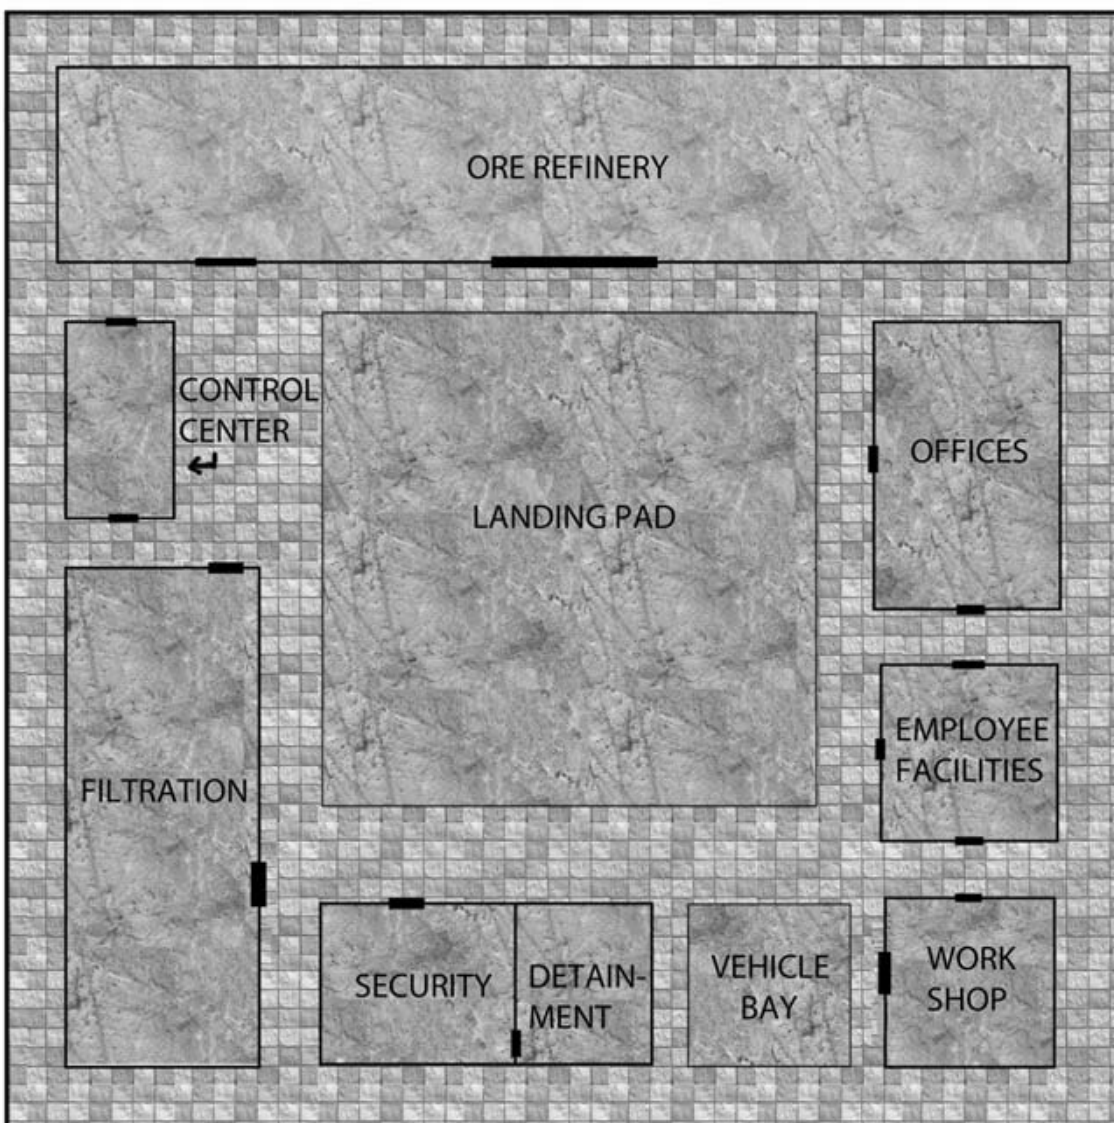 ORE REFINERY
CONTROL
CENTER
OFFICES
LANDING PAD
EMPLOYEE
FACILITIES
FILTRATION
SECURITY
DETAIN-
MENT
VEHICLE
BAY
WORK
SHOP